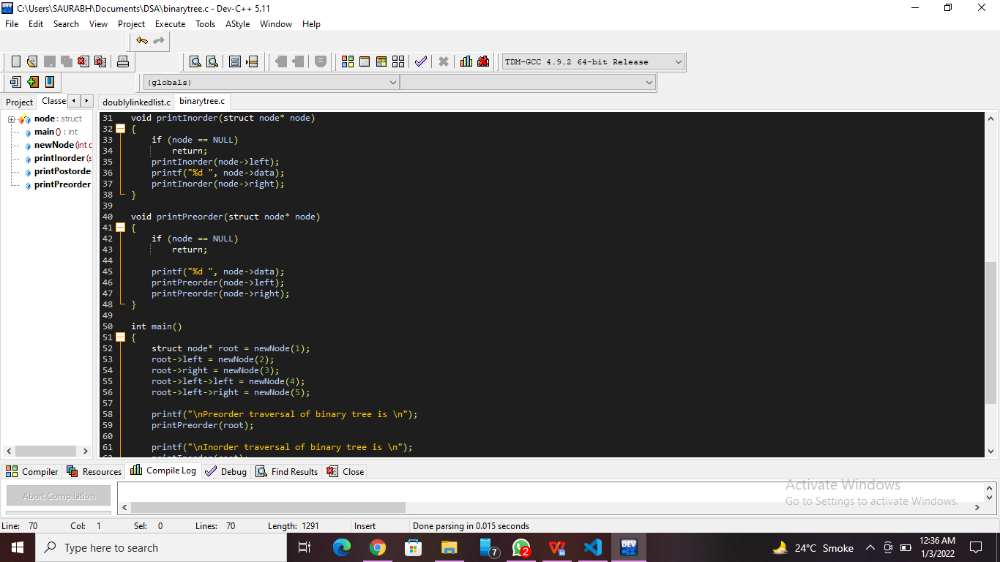 C:\Users\SAURABH\Documents\DSA\binarytree.c - Dev-C++ 5.11
File Edit Search View Project Execute Tools AStyle Window Help
TDM-GCC 4.9.2 64-bit Release
(globals)
Project Classe doublylinkedlist.c binarytree.c
node : struct
main () : int
newNode (int c
printInorder (s
printPostorde
printPreorder
31 void printInorder(struct node* node)
32 {
33 if (node == NULL)
34 return;
35 printInorder(node->left);
36 printf("%d ", node->data);
37 printInorder(node->right);
38 }
39
40 void printPreorder(struct node* node)
41 {
42 if (node == NULL)
43 return;
44
45 printf("%d ", node->data);
46 printPreorder(node->left);
47 printPreorder(node->right);
48 }
49
50 int main()
51 {
52 struct node* root = newNode(1);
53 root->left = newNode(2);
54 root->right = newNode(3);
55 root->left->left = newNode(4);
56 root->left->right = newNode(5);
57
58 printf("\nPreorder traversal of binary tree is \n");
59 printPreorder(root);
60
61 printf("\nInorder traversal of binary tree is \n");
Compiler Resources Compile Log Debug Find Results Close
Abort Compilation
Activate Windows
Go to Settings to activate Windows.
Line: 70 Col: 1 Sel: 0 Lines: 70 Length: 1291 Insert Done parsing in 0.015 seconds
Type here to search 7 2 DEV 24°C Smoke 12:36 AM
1/3/2022